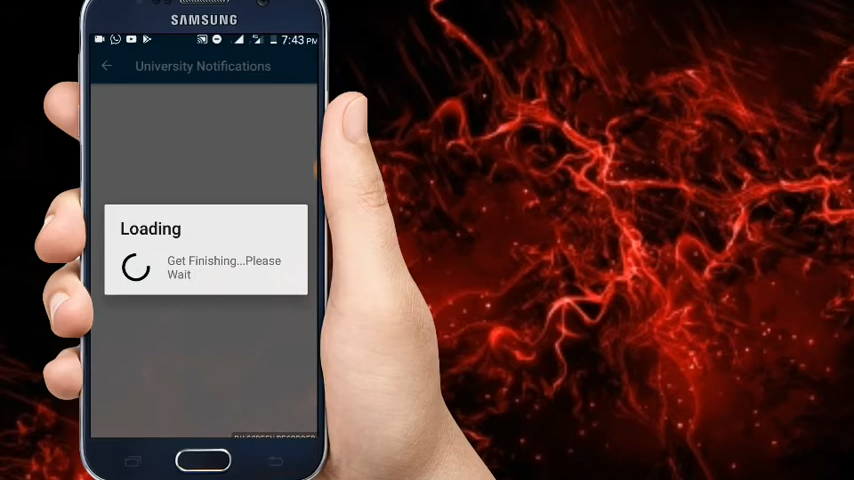 SAMSUNG
7:43 PM
University Notifications
Loading
Get Finishing...Please
Wait